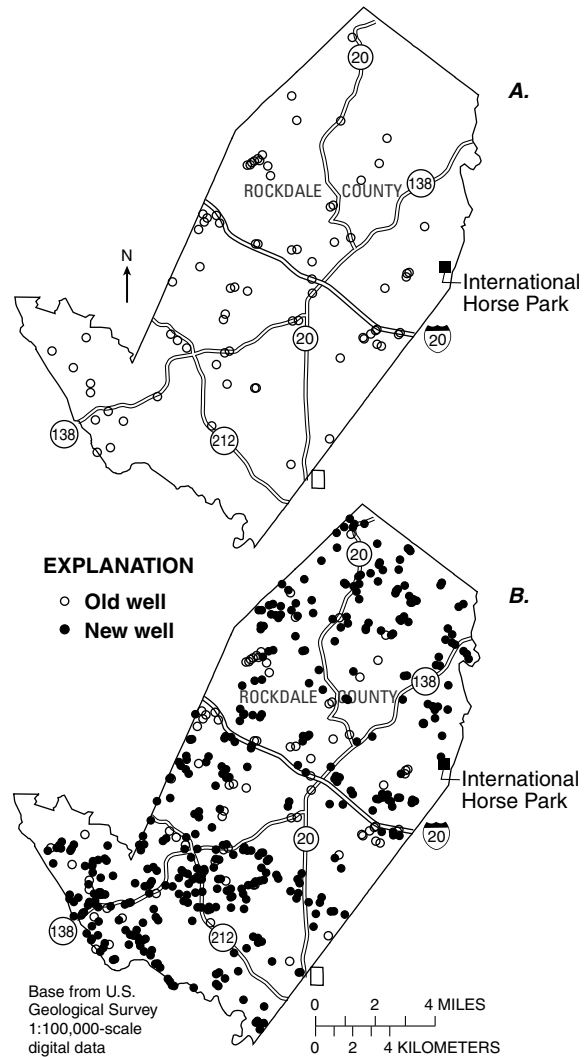 20
A.
ROCKDALE COUNTY
138
N
International
Horse Park
20
20
138
212
EXPLANATION
Old well
New well
20
B.
ROCKDALE COUNTY
138
International
Horse Park
20
20
138
212
Base from U.S.
Geological Survey
1:100,000-scale
digital data
0 2 4 MILES
0 2 4 KILOMETERS